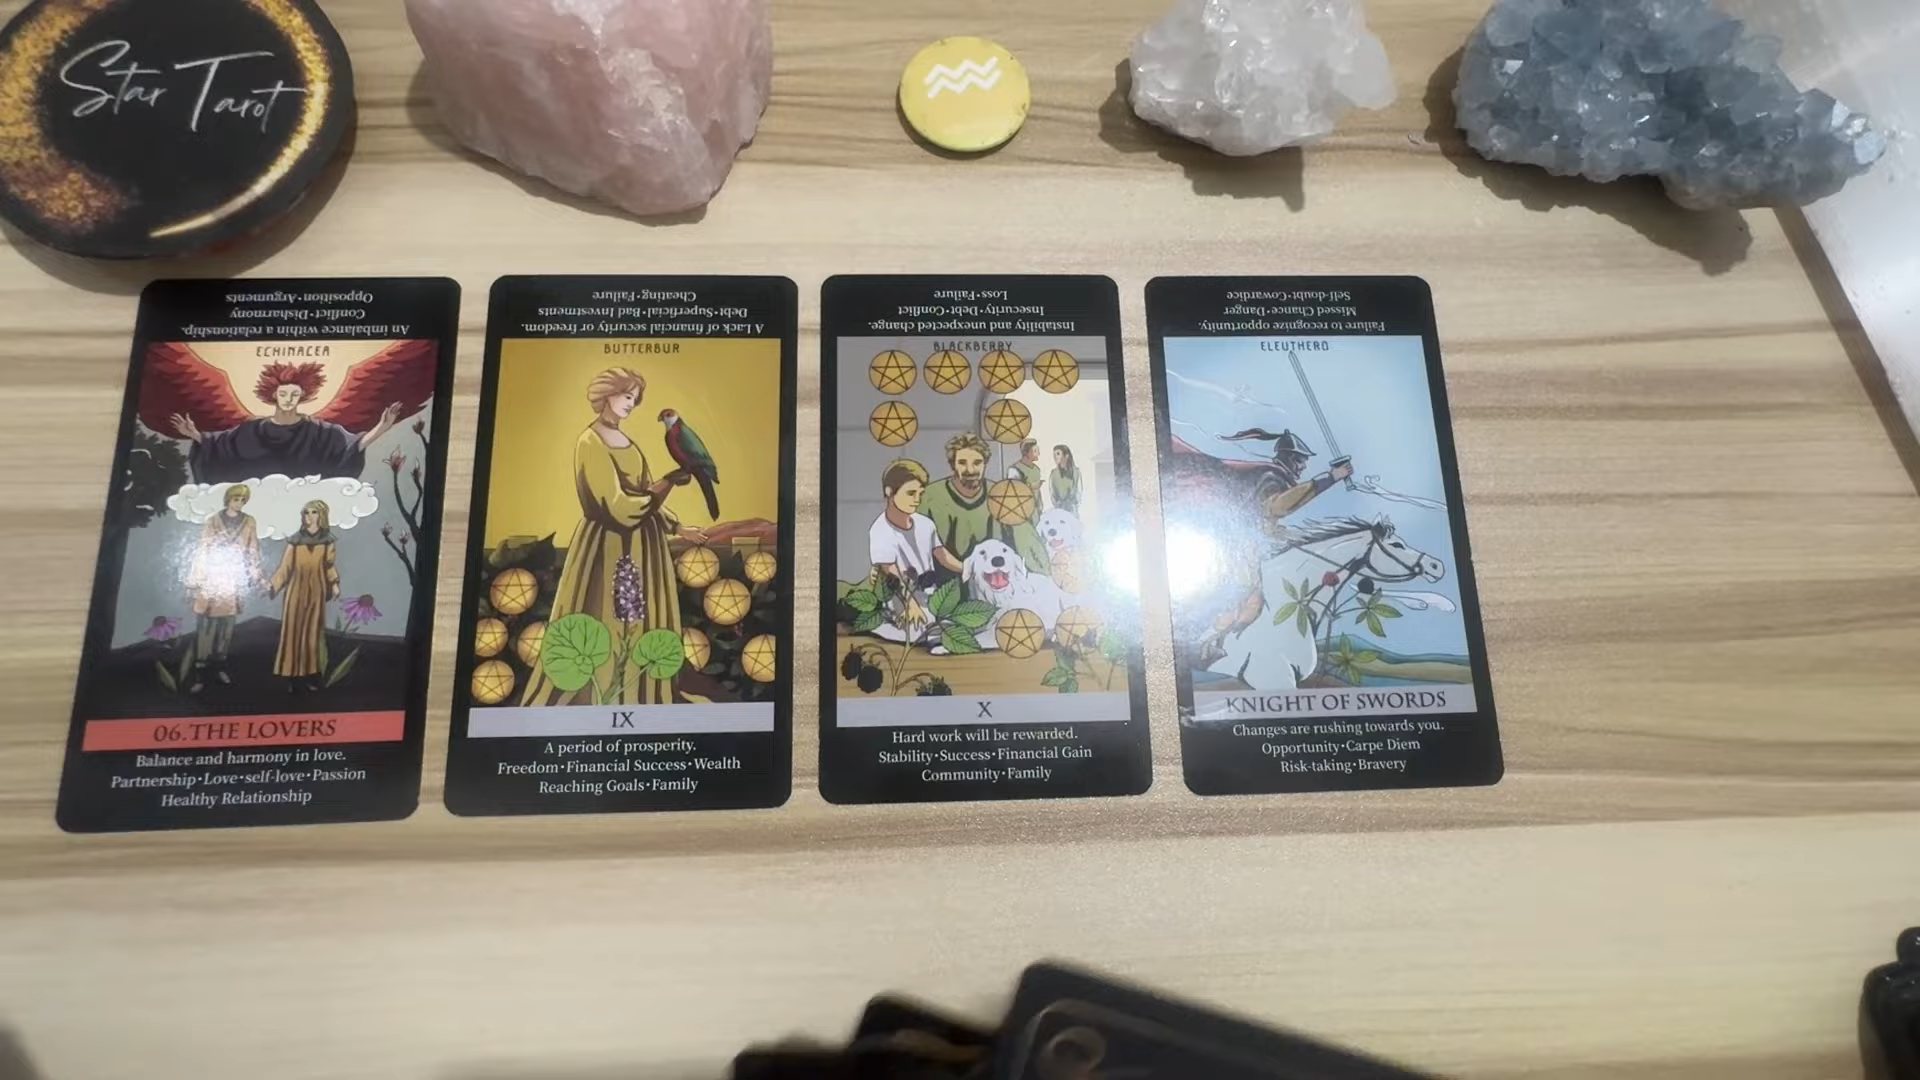 Star Tarot
An imbalance within a relationship.
Conflict•Disharmony
Opposition•Arguments
ECHINACEA
06.THE LOVERS
Balance and harmony in love.
Partnership•Love•self-love•Passion
Healthy Relationship
A Lack of financial security or freedom.
Debt•Superficial•Bad Investments
Cheating•Failure
BUTTERBUR
IX
A period of prosperity.
Freedom•Financial Success•Wealth
Reaching Goals•Family
Instability and unexpected change.
Insecurity•Debt•Conflict
Loss•Failure
BLACKBERRY
X
Hard work will be rewarded.
Stability•Success•Financial Gain
Community•Family
Failure to recognize opportunity.
Missed Chance•Danger
Self-doubt•Cowardice
ELEUTHERO
KNIGHT OF SWORDS
Changes are rushing towards you.
Opportunity•Carpe Diem
Risk-taking•Bravery